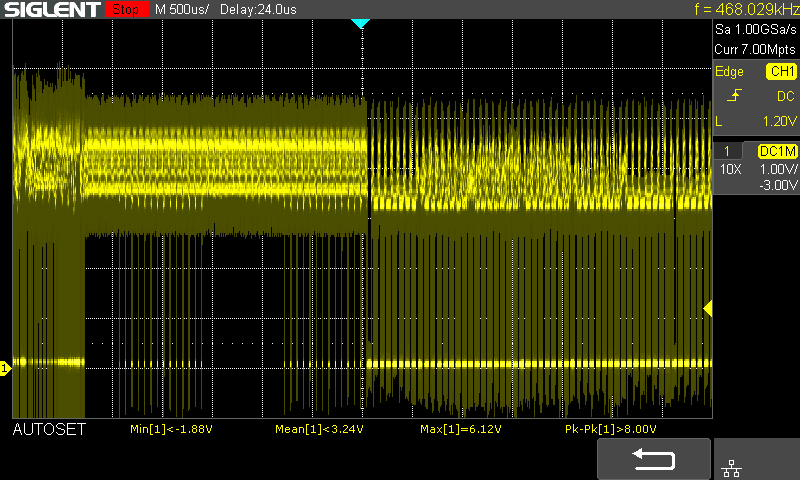 SIGLENT Stop M 500us/ Delay:24.0us f = 468.029kHz
Sa 1.00GSa/s
Curr 7.00Mpts
Edge CH1
DC
L 1.20V
1 DC1M
10X 1.00V/
-3.00V
1
AUTOSET Min[1]<-1.88V Mean[1]<3.24V Max[1]=6.12V Pk-Pk[1]>8.00V